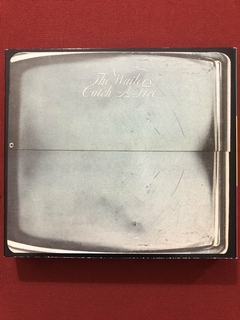 The Wailers
Catch A Fire